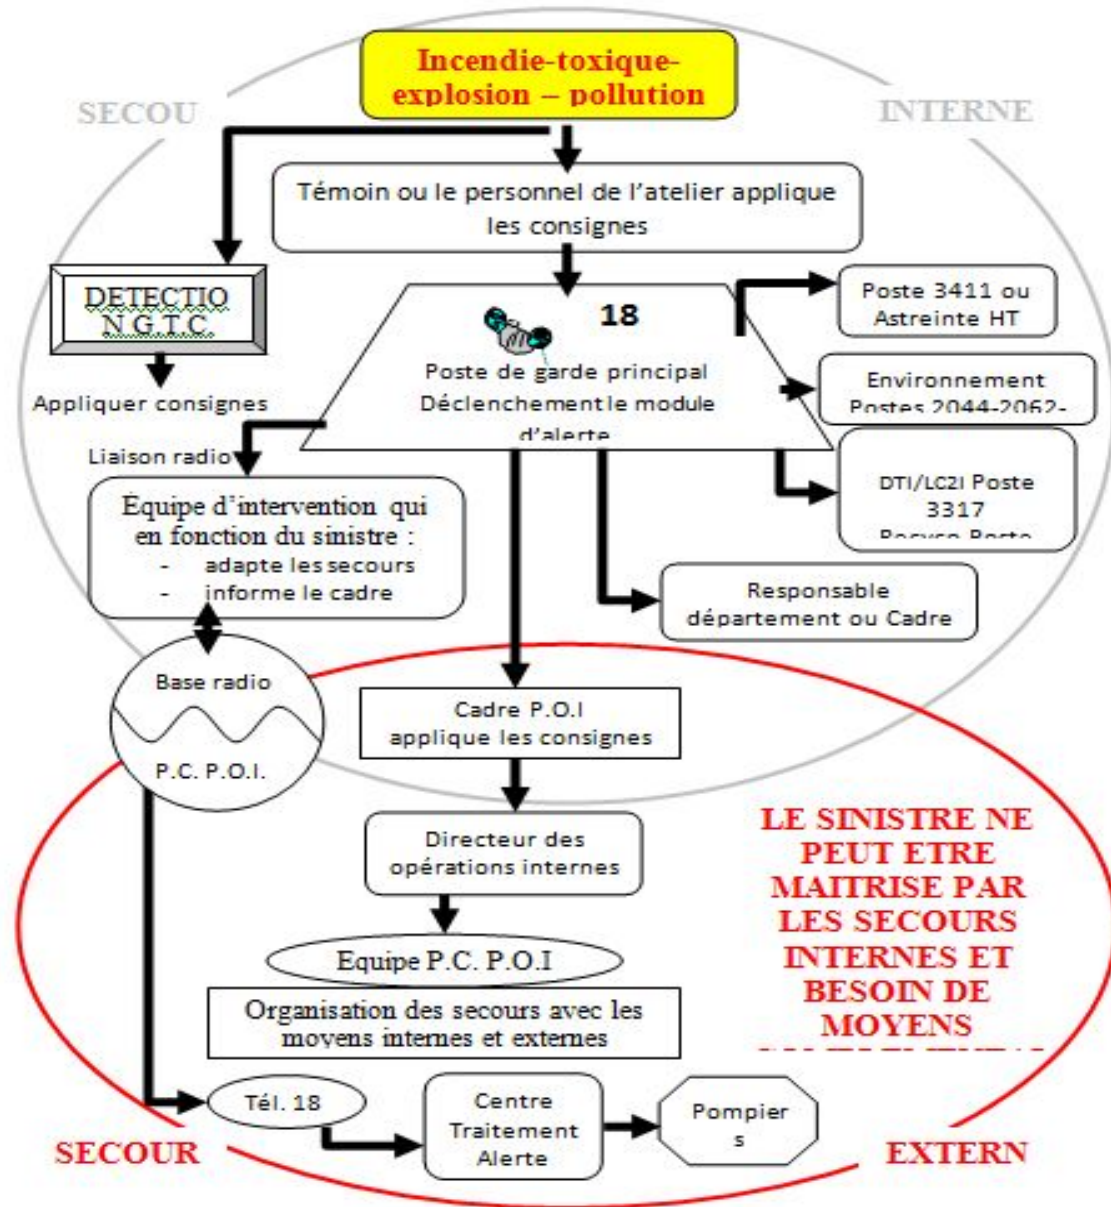 Incendie-toxique-
explosion – pollution
SECOU
INTERNE
Témoin ou le personnel de l'atelier applique
les consignes
DETECTIO
N G.T.C.
Appliquer consignes
18
Poste de garde principal
Déclenchement le module
d'alerte
Poste 3411 ou
Astreinte HT
Environnement
Postes 2044-2062-
DTI/LC2I Poste
3317
Poste
Liaison radio
Équipe d'intervention qui
en fonction du sinistre :
- adapte les secours
- informe le cadre
Responsable
département ou Cadre
Base radio
P.C. P.O.I.
Cadre P.O.I
applique les consignes
Directeur des
opérations internes
Equipe P.C. P.O.I
Organisation des secours avec les
moyens internes et externes
LE SINISTRE NE
PEUT ETRE
MAITRISE PAR
LES SECOURS
INTERNES ET
BESOIN DE
MOYENS
Tél. 18
Centre
Traitement
Alerte
Pompier
s
SECOUR
EXTERN